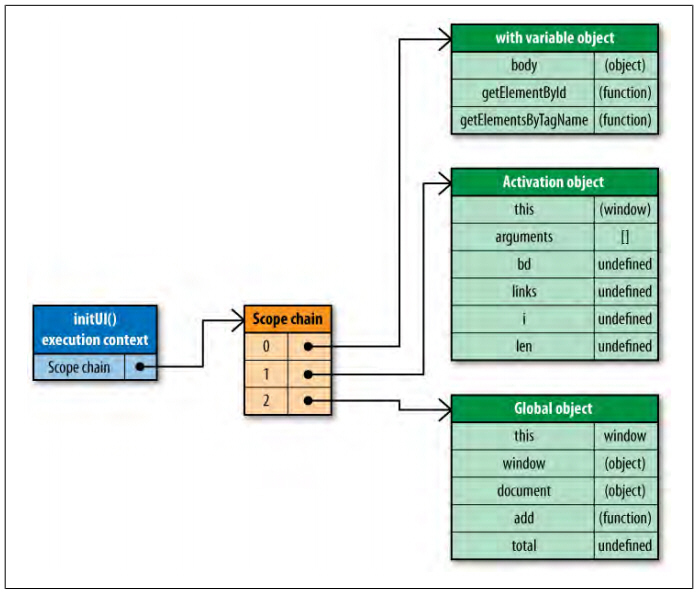 with variable object
body (object)
getElementById (function)
getElementsByTagName (function)
Activation object
this (window)
arguments []
bd undefined
links undefined
i undefined
len undefined
initUI()
execution context
Scope chain
Scope chain
0
1
2
Global object
this window
window (object)
document (object)
add (function)
total undefined